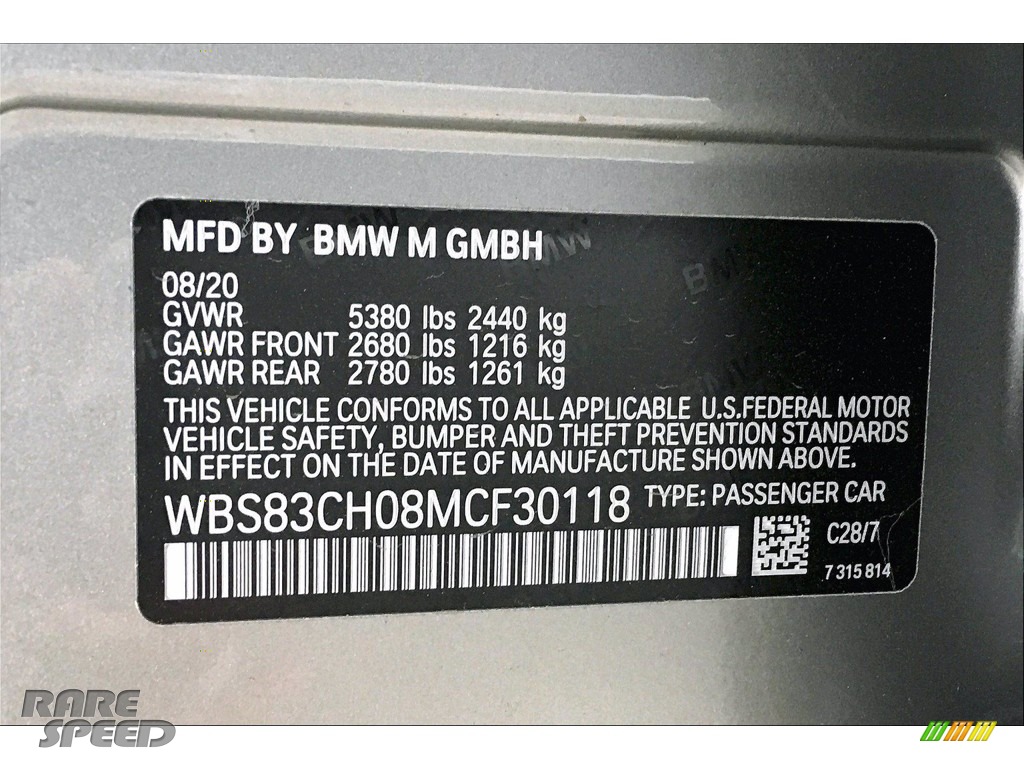 MFD BY BMW M GMBH
08/20
GVWR 5380 lbs 2440 kg
GAWR FRONT 2680 lbs 1216 kg
GAWR REAR 2780 lbs 1261 kg
THIS VEHICLE CONFORMS TO ALL APPLICABLE U.S.FEDERAL MOTOR
VEHICLE SAFETY, BUMPER AND THEFT PREVENTION STANDARDS
IN EFFECT ON THE DATE OF MANUFACTURE SHOWN ABOVE.
WBS83CH08MCF30118 TYPE: PASSENGER CAR
C28/7
7 315 814
RARE
SPEED